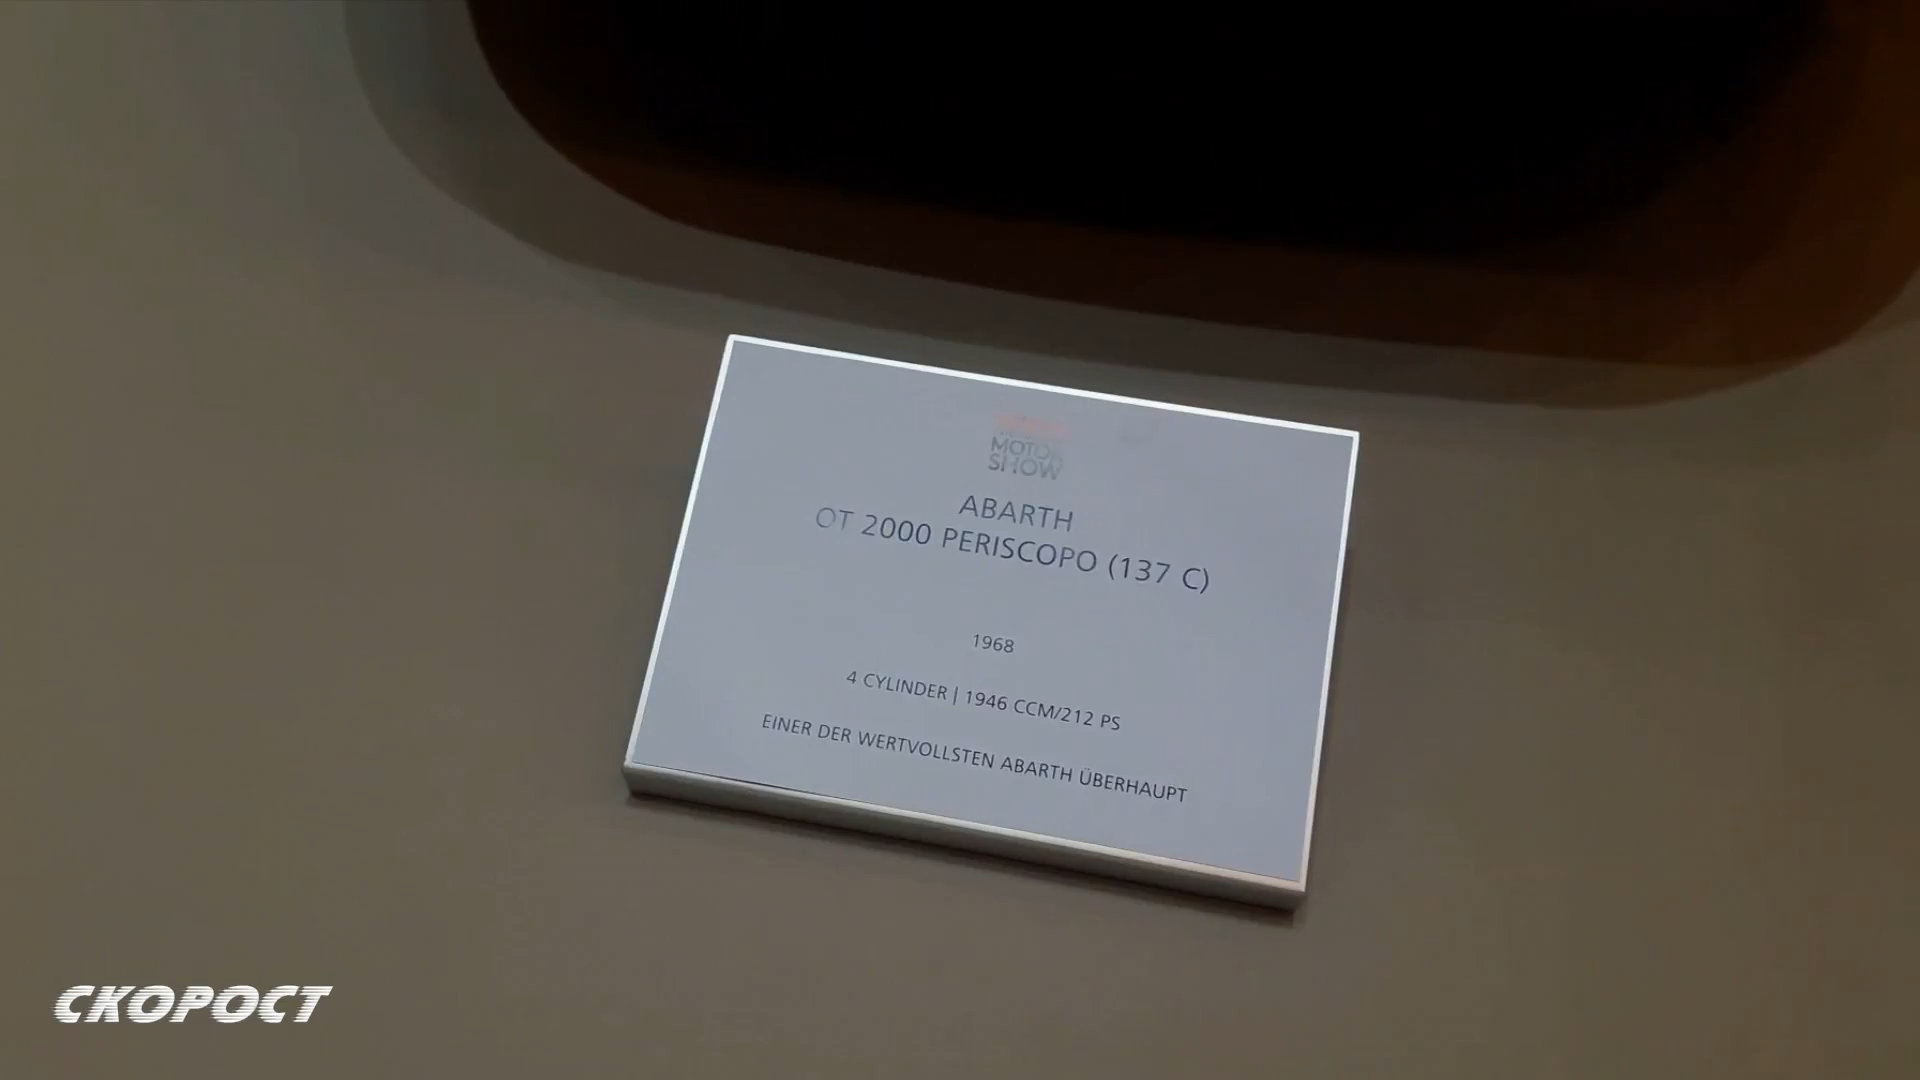 MOTOR
SHOW
ABARTH
OT 2000 PERISCOPO (137 C)
1968
4 CYLINDER | 1946 CCM/212 PS
EINER DER WERTVOLLSTEN ABARTH ÜBERHAUPT
СКОРОСТ